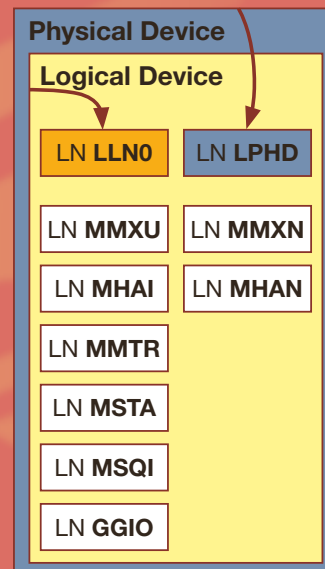 Physical Device
Logical Device
LN LLN0 LN LPHD
LN MMXU LN MMXN
LN MHAI LN MHAN
LN MMTR
LN MSTA
LN MSQI
LN GGIO